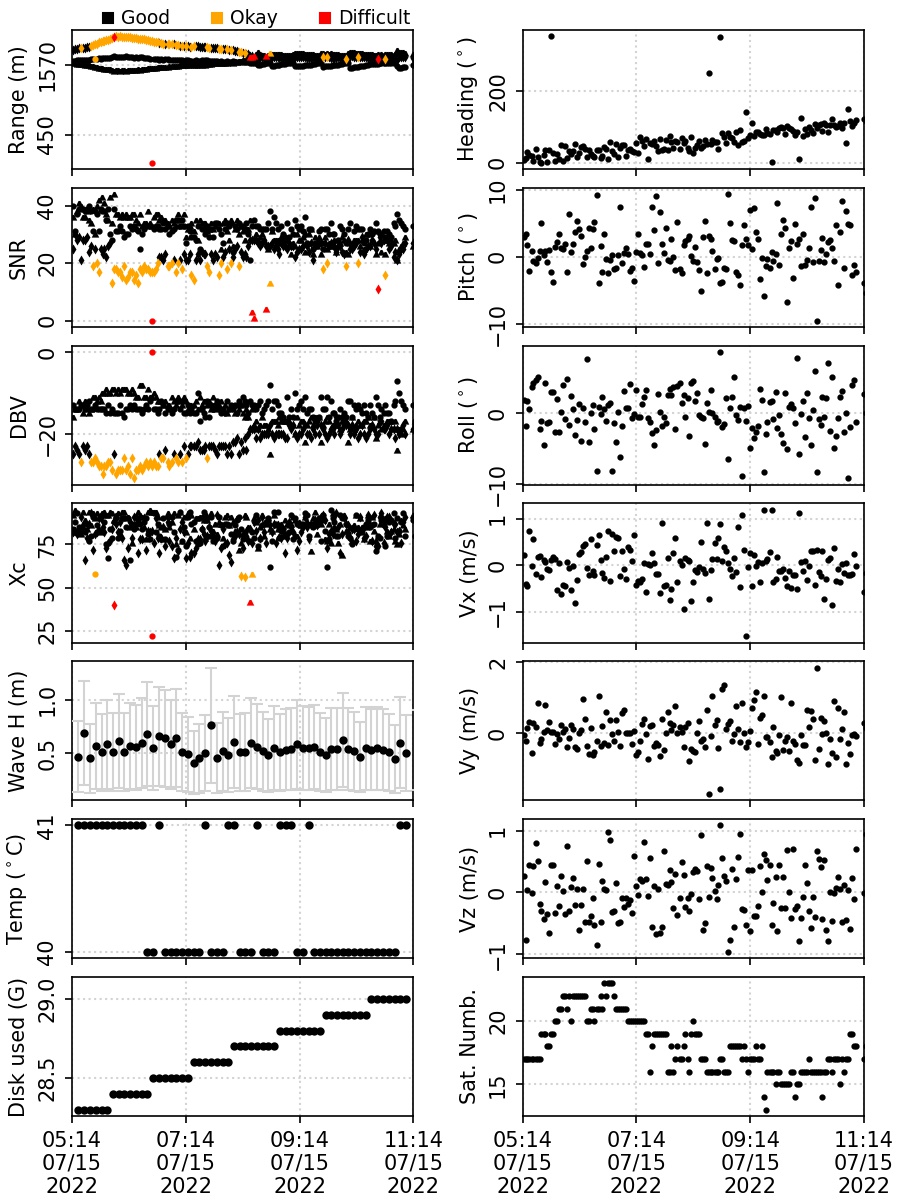 Good Okay Difficult
Range (m)
1570
450
Heading (°)
200
0
SNR
40
20
0
Pitch (°)
10
0
−10
DBV
0
−20
Roll (°)
0
−10
Xc
75
50
25
Vx (m/s)
1
0
−1
Wave H (m)
1.0
0.5
Vy (m/s)
2
0
Temp (°C)
41
40
Vz (m/s)
1
0
−1
Disk used (G)
29.0
28.5
Sat. Numb.
20
15
05:14 07:14 09:14 11:14
07/15 07/15 07/15 07/15
2022 2022 2022 2022
05:14 07:14 09:14 11:14
07/15 07/15 07/15 07/15
2022 2022 2022 2022